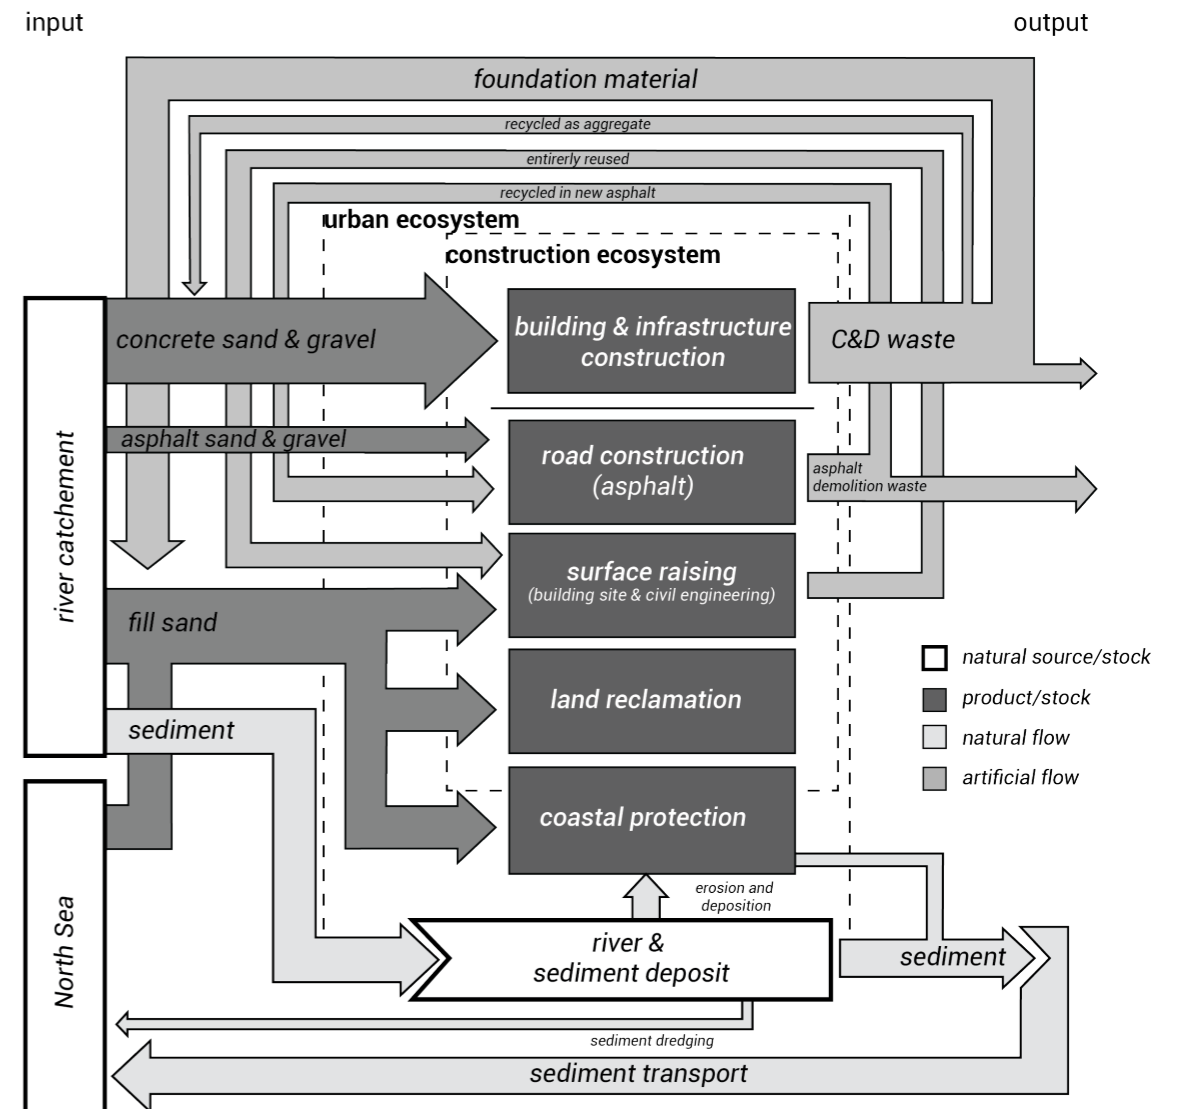 input
output
foundation material
recycled as aggregate
entirerly reused
recycled in new asphalt
urban ecosystem
construction ecosystem
concrete sand & gravel
building & infrastructure
construction
C&D waste
asphalt sand & gravel
road construction
(asphalt)
asphalt
demolition waste
river catchement
surface raising
(building site & civil engineering)
fill sand
natural source/stock
product/stock
natural flow
artificial flow
land reclamation
sediment
coastal protection
erosion and
deposition
North Sea
river &
sediment deposit
sediment
sediment dredging
sediment transport